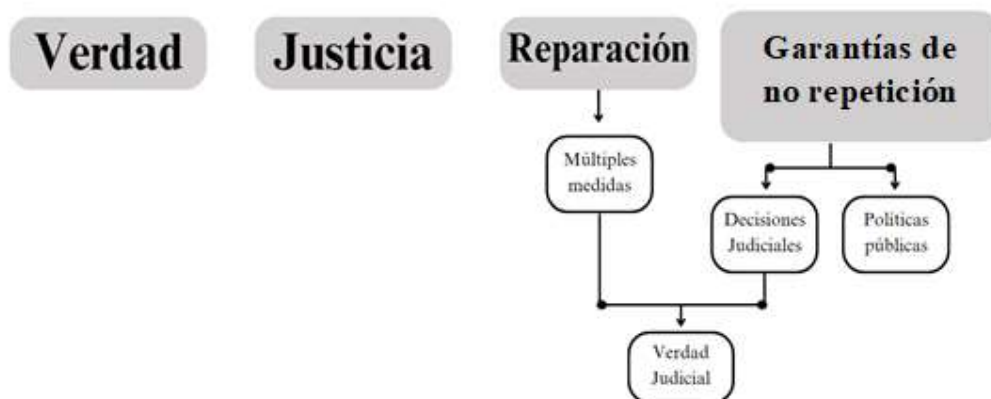 Verdad
Justicia
Reparación
Garantías de
no repetición
Múltiples
medidas
Decisiones
Judiciales
Políticas
públicas
Verdad
Judicial